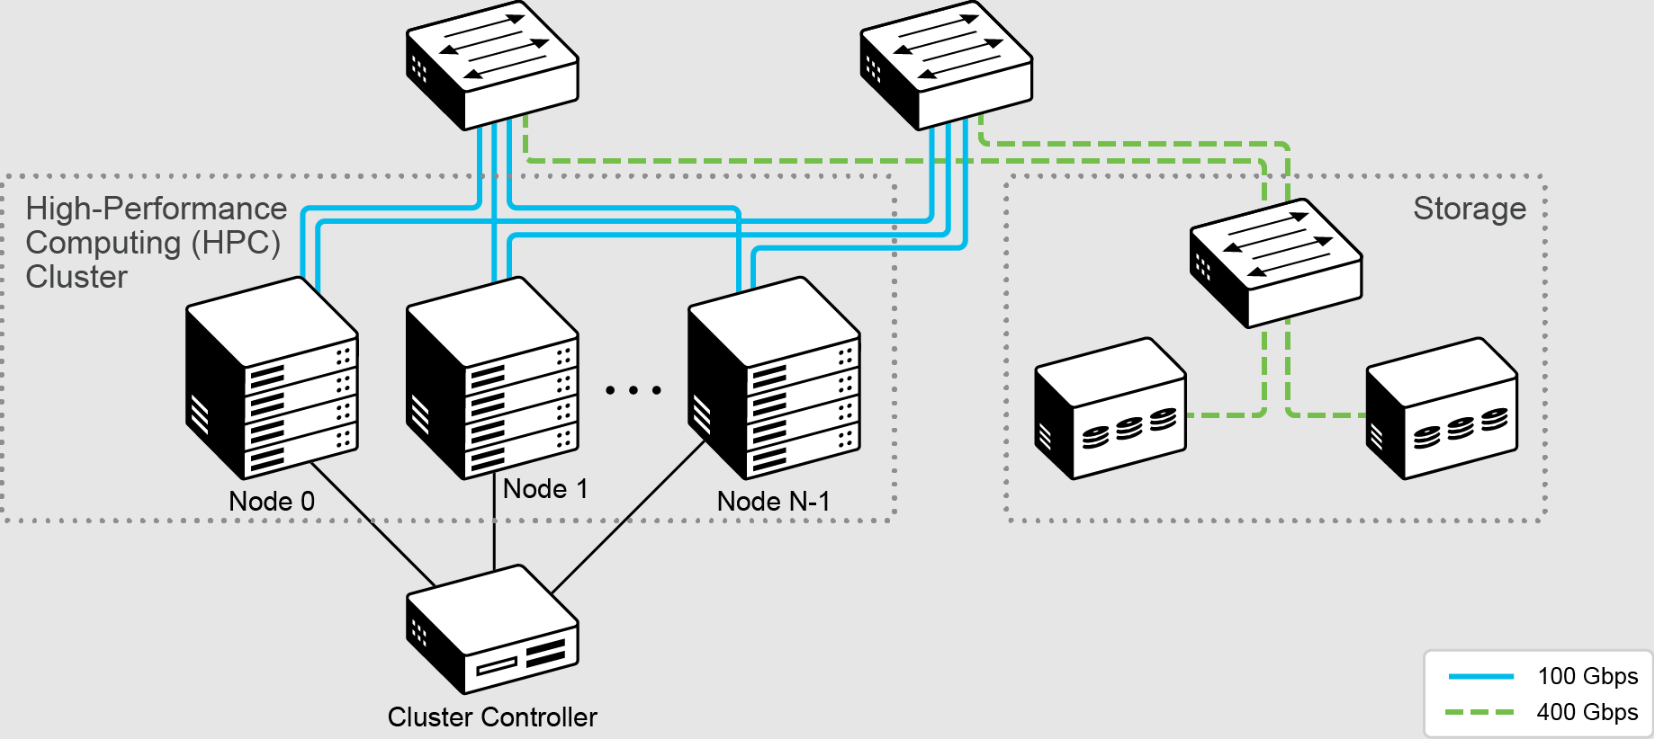 High-Performance
Computing (HPC)
Cluster
Storage
Node 0
Node 1
Node N-1
Cluster Controller
100 Gbps
400 Gbps